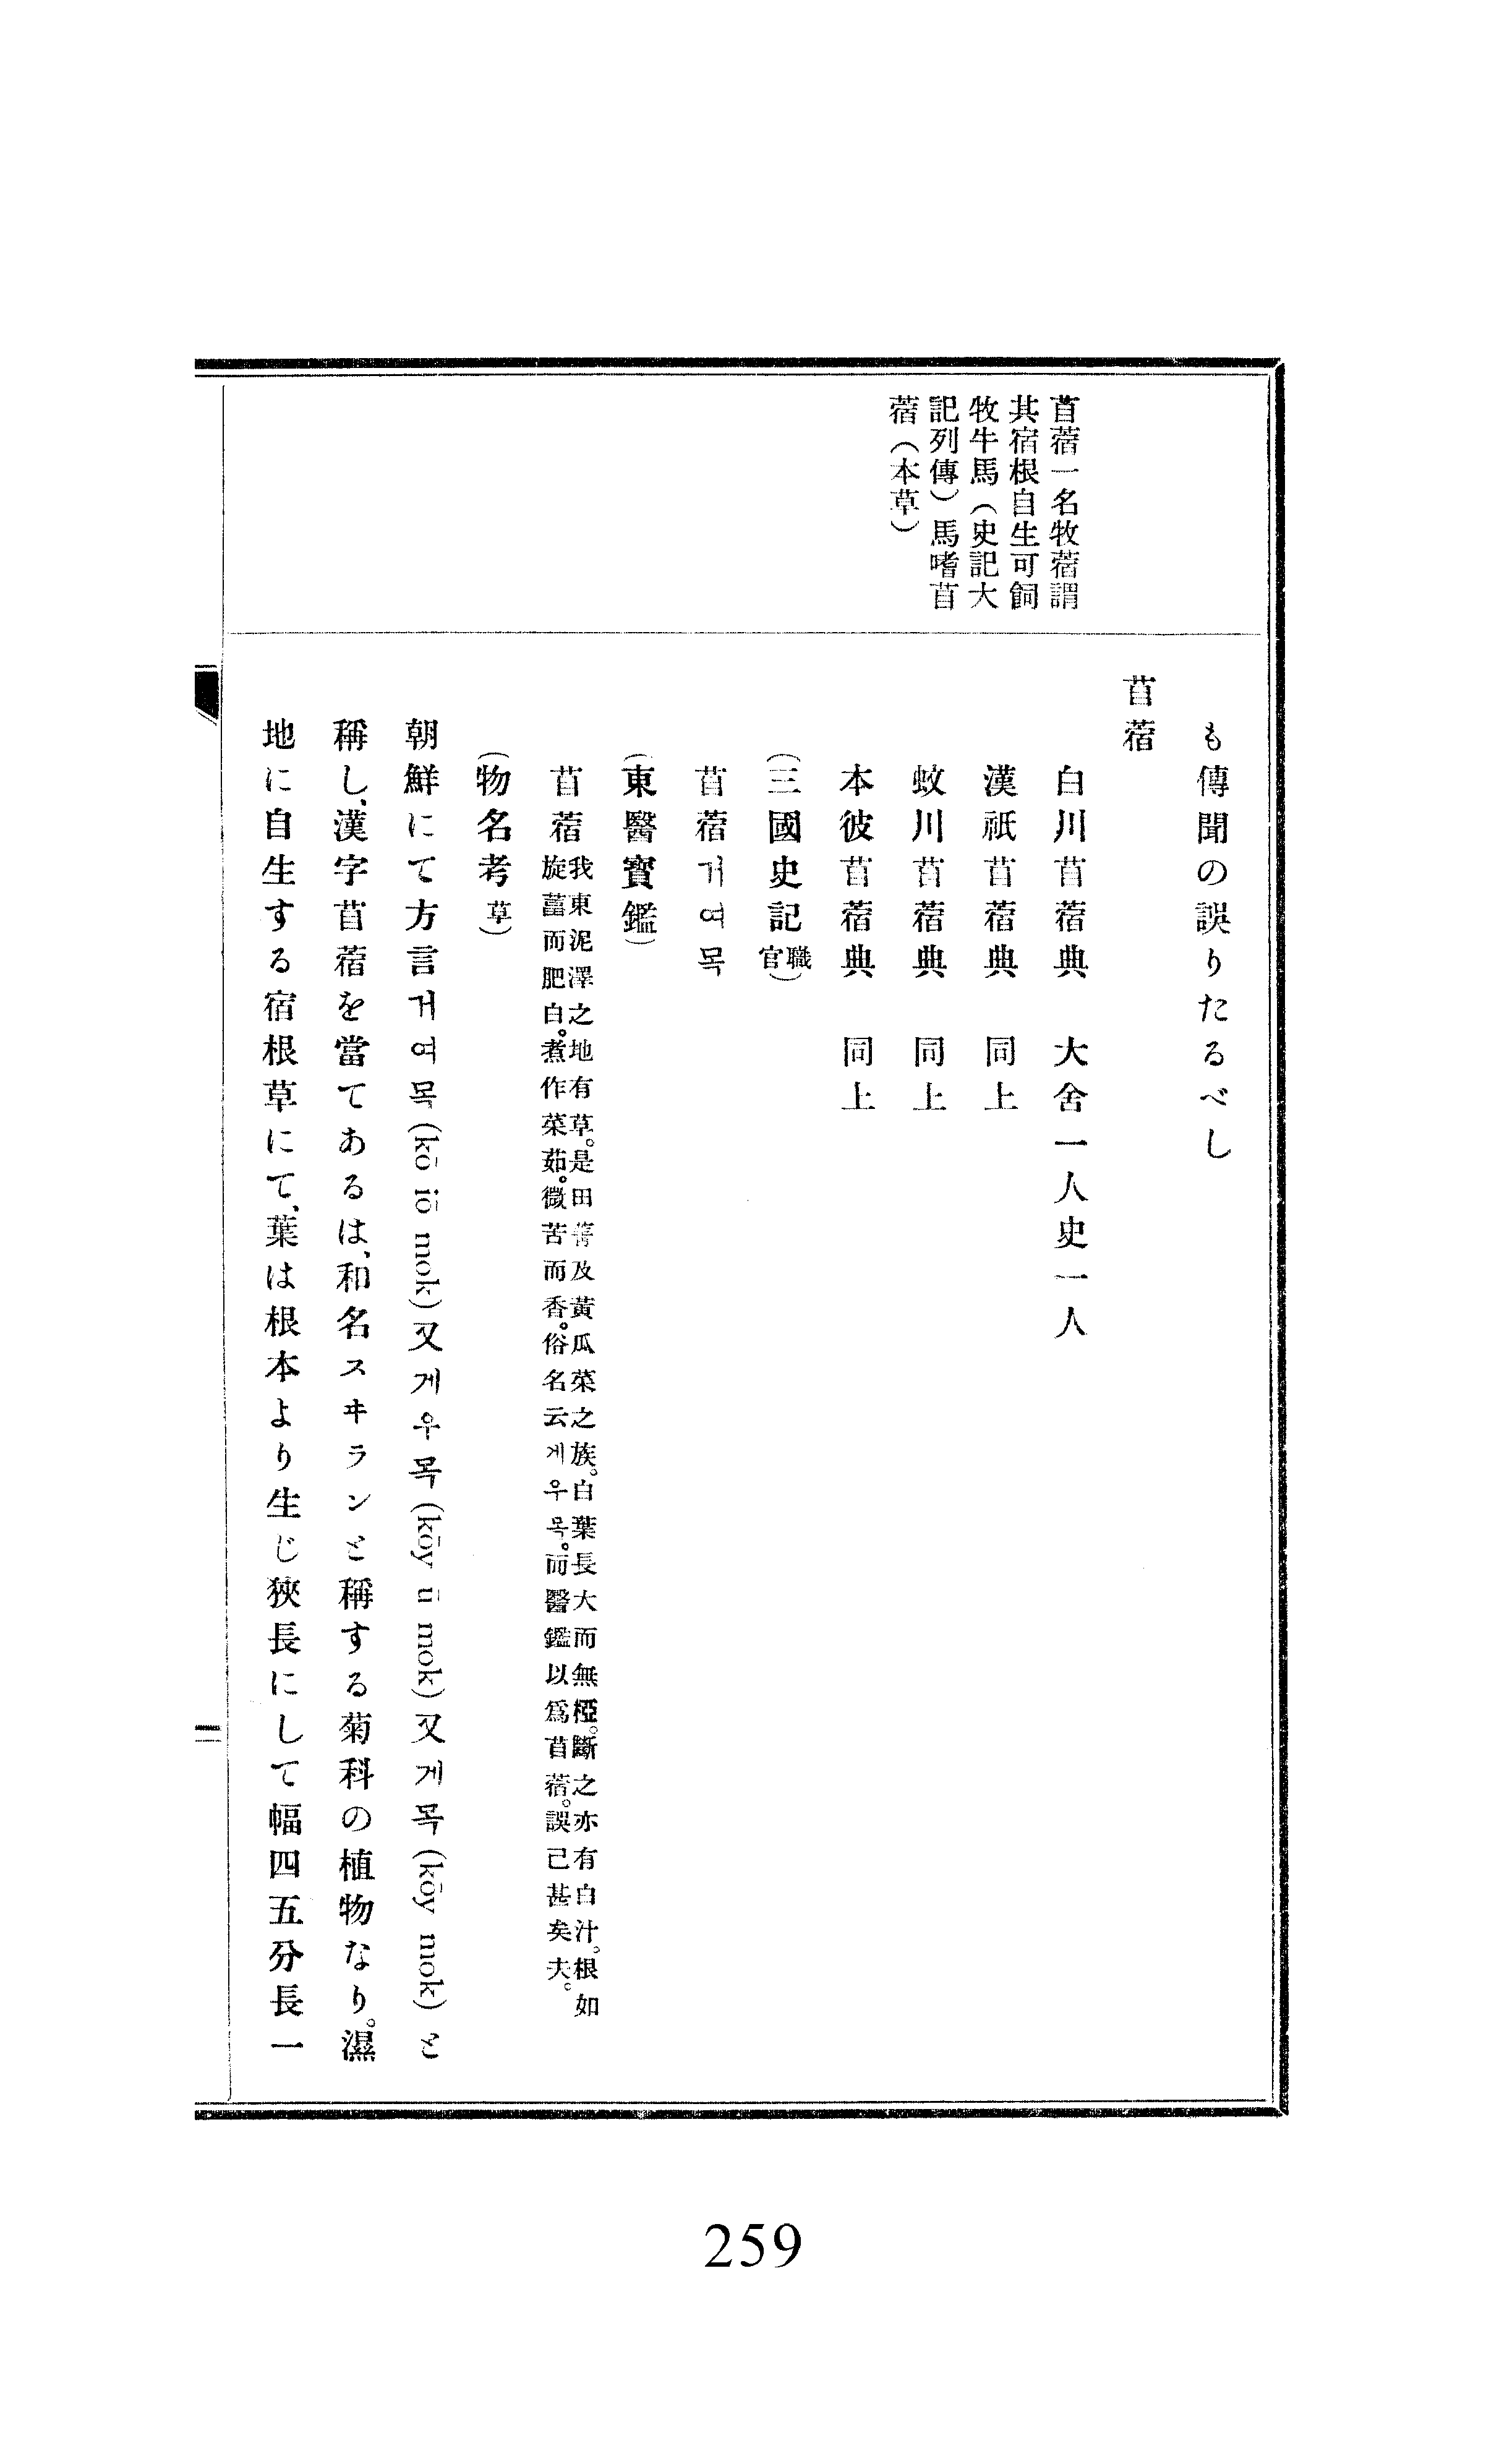 苜蓿一名牧蓿謂
其宿根自生可飼
牧牛馬（史記大
記列傳）馬嗜苜
蓿（本草）
も傳聞の誤りたるべし
苜蓿
白川苜蓿典　大舍一人史一人
漢祇苜蓿典　同上
蚊川苜蓿典　同上
本彼苜蓿典　同上
（三國史記職官）
苜蓿거여목
（東醫寶鑑）
苜蓿我東泥澤之地有草。是田菁及黃瓜菜之族。白葉長大而無椏。斷之亦有白汁。根如
旋葍而肥白。煮作菜茹。微苦而香。俗名云게우목。而醫鑑以爲苜蓿。誤己甚矣夫。
（物名考草）
朝鮮にて方言거여목(kō iō mok)又게우목(kōy ū mok)又게목(kōy mok)と
稱し、漢字苜蓿を當てあるは、和名スヰランと稱する菊科の植物なり。濕
地に自生する宿根草にて、葉は根本より生じ狹長にして幅四五分長一
二
259